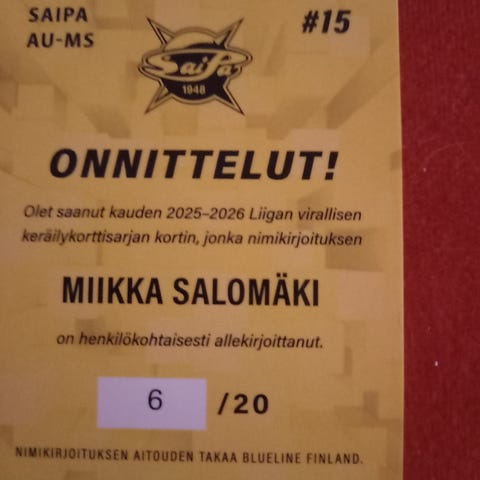 SAIPA
AU-MS
#15
SaiPa
1948
ONNITTELUT!
Olet saanut kauden 2025–2026 Liigan virallisen
keräilykorttisarjan kortin, jonka nimikirjoituksen
MIIKKA SALOMÄKI
on henkilökohtaisesti allekirjoittanut.
6 /20
NIMIKIRJOITUKSEN AITOUDEN TAKAA BLUELINE FINLAND.